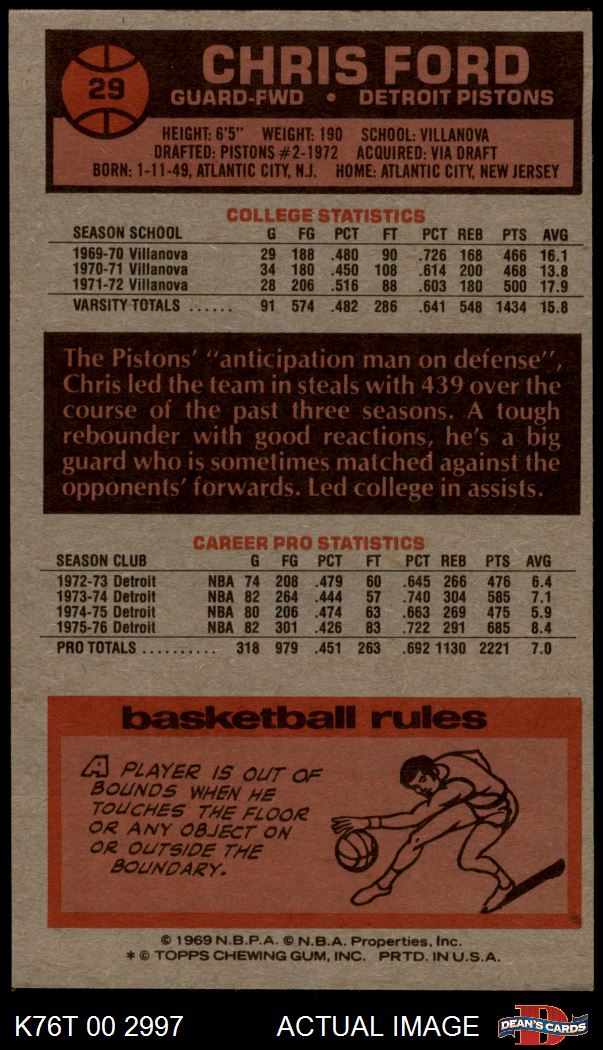 29
CHRIS FORD
GUARD-FWD • DETROIT PISTONS
HEIGHT: 6'5" WEIGHT: 190 SCHOOL: VILLANOVA
DRAFTED: PISTONS #2-1972 ACQUIRED: VIA DRAFT
BORN: 1-11-49, ATLANTIC CITY, N.J. HOME: ATLANTIC CITY, NEW JERSEY
COLLEGE STATISTICS
SEASON SCHOOL G FG PCT FT PCT REB PTS AVG
1969-70 Villanova 29 188 .480 90 .726 168 466 16.1
1970-71 Villanova 34 180 .450 108 .614 200 468 13.8
1971-72 Villanova 28 206 .516 88 .603 180 500 17.9
VARSITY TOTALS ...... 91 574 .482 286 .641 548 1434 15.8
The Pistons' "anticipation man on defense",
Chris led the team in steals with 439 over the
course of the past three seasons. A tough
rebounder with good reactions, he's a big
guard who is sometimes matched against the
opponents' forwards. Led college in assists.
CAREER PRO STATISTICS
SEASON CLUB G FG PCT FT PCT REB PTS AVG
1972-73 Detroit NBA 74 208 .479 60 .645 266 476 6.4
1973-74 Detroit NBA 82 264 .444 57 .740 304 585 7.1
1974-75 Detroit NBA 80 206 .474 63 .663 269 475 5.9
1975-76 Detroit NBA 82 301 .426 83 .722 291 685 8.4
PRO TOTALS .......... 318 979 .451 263 .692 1130 2221 7.0
basketball rules
A PLAYER IS OUT OF
BOUNDS WHEN HE
TOUCHES THE FLOOR
OR ANY OBJECT ON
OR OUTSIDE THE
BOUNDARY.
© 1969 N.B.P.A. © N.B.A. Properties, Inc.
* © TOPPS CHEWING GUM, INC. PRTD. IN U.S.A.
K76T 00 2997 ACTUAL IMAGE
D
DEAN'S CARDS